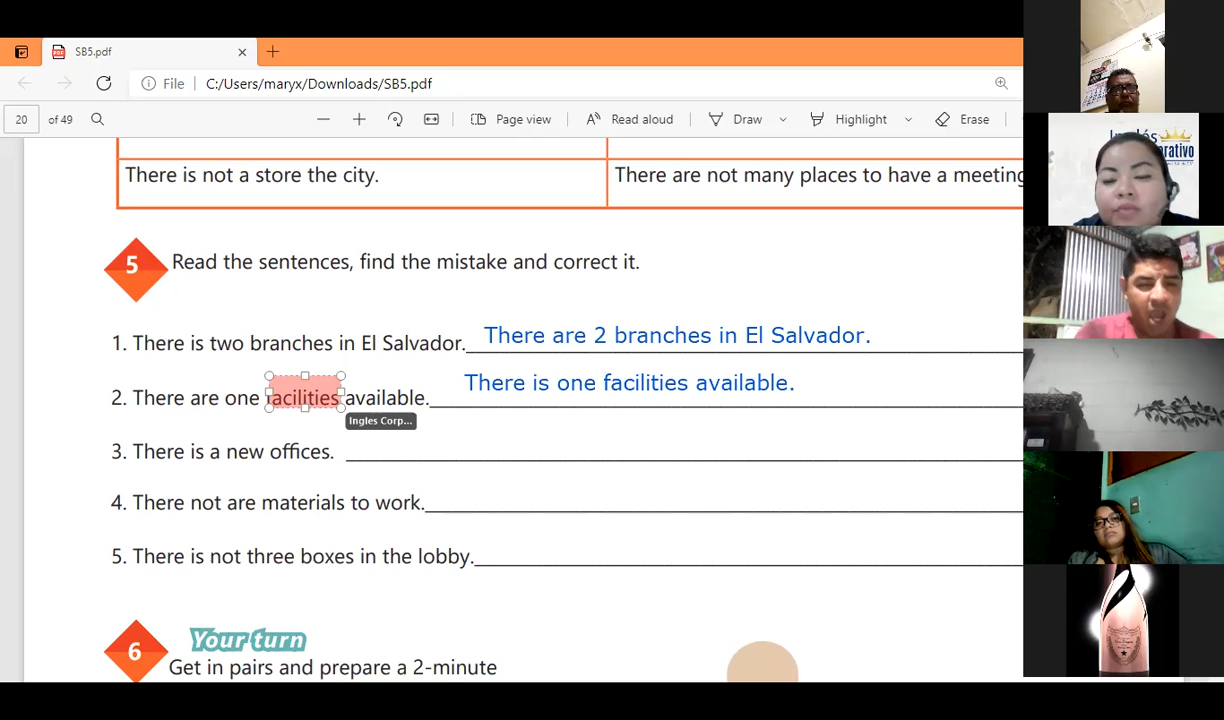 SB5.pdf
File C:/Users/maryx/Downloads/SB5.pdf
20 of 49 Page view Read aloud Draw Highlight Erase
There is not a store the city. There are not many places to have a meeting
5 Read the sentences, find the mistake and correct it.
1. There is two branches in El Salvador. There are 2 branches in El Salvador.
2. There are one facilities available. There is one facilities available.
Ingles Corp...
3. There is a new offices.
4. There not are materials to work.
5. There is not three boxes in the lobby.
6 Your turn
Get in pairs and prepare a 2-minute